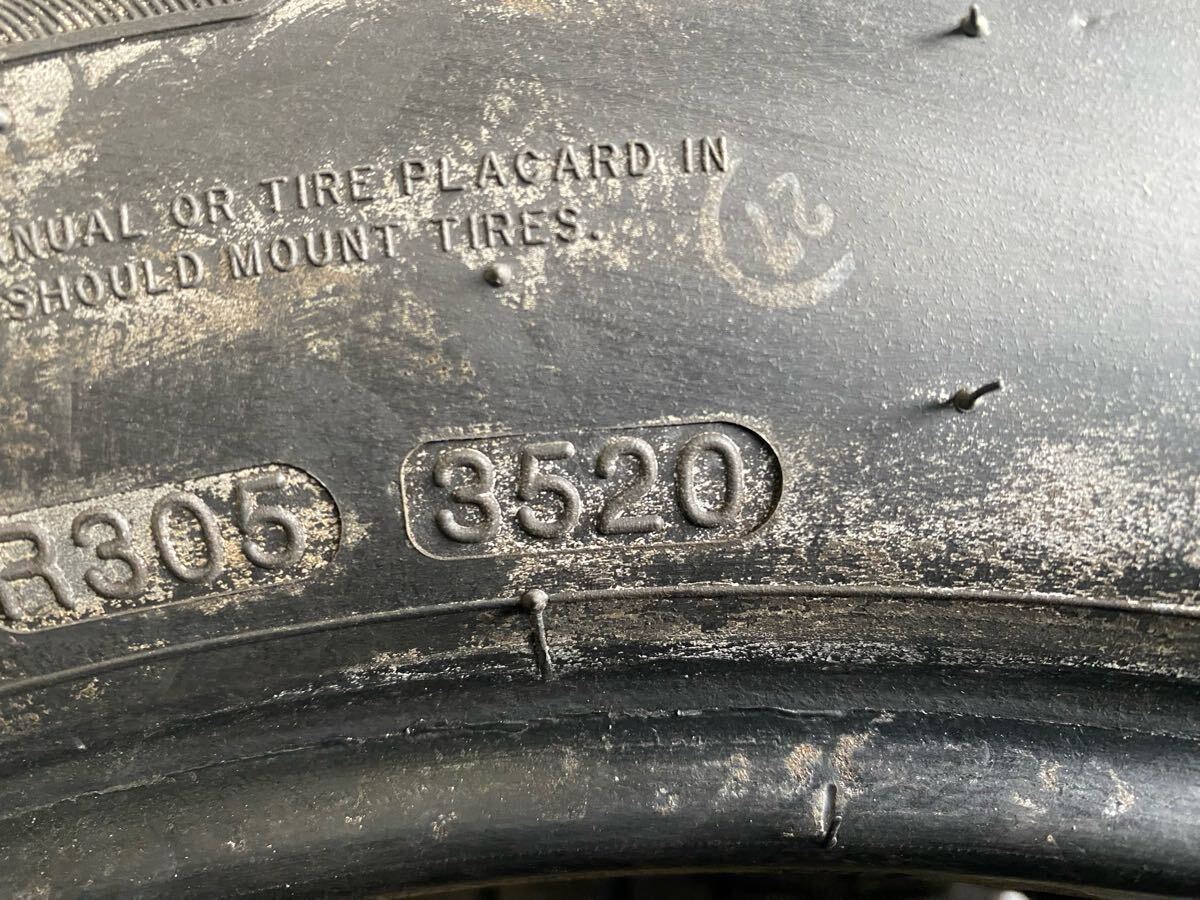 NUAL OR TIRE PLACARD IN
SHOULD MOUNT TIRES.
R305
3520